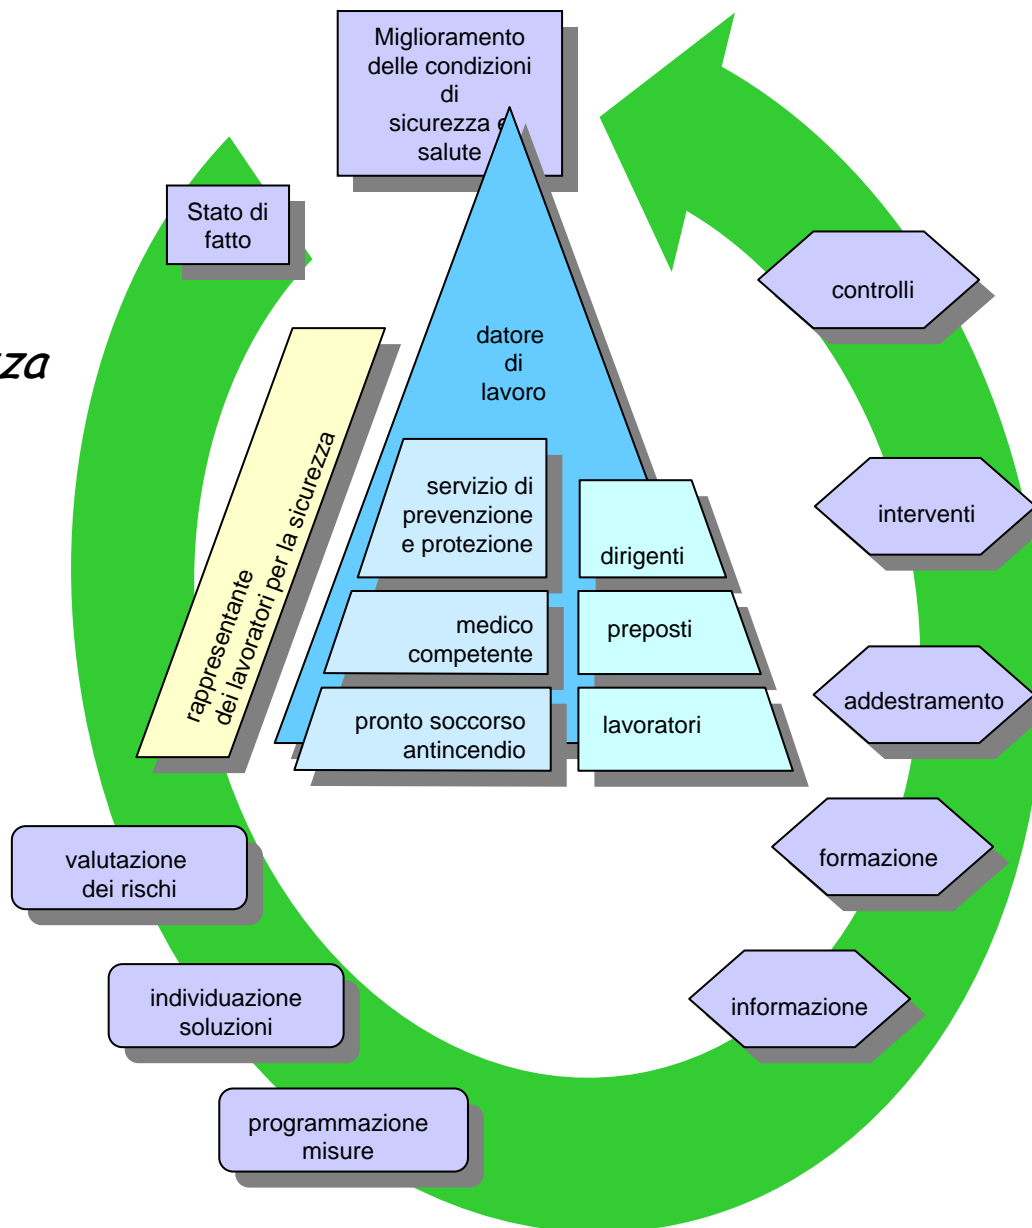 Miglioramento
delle condizioni
di
sicurezza e
salute
Stato di
fatto
controlli
zza
datore
di
lavoro
rappresentante
dei lavoratori per la sicurezza
servizio di
prevenzione
e protezione
dirigenti
interventi
medico
competente
preposti
addestramento
pronto soccorso
antincendio
lavoratori
valutazione
dei rischi
formazione
individuazione
soluzioni
informazione
programmazione
misure